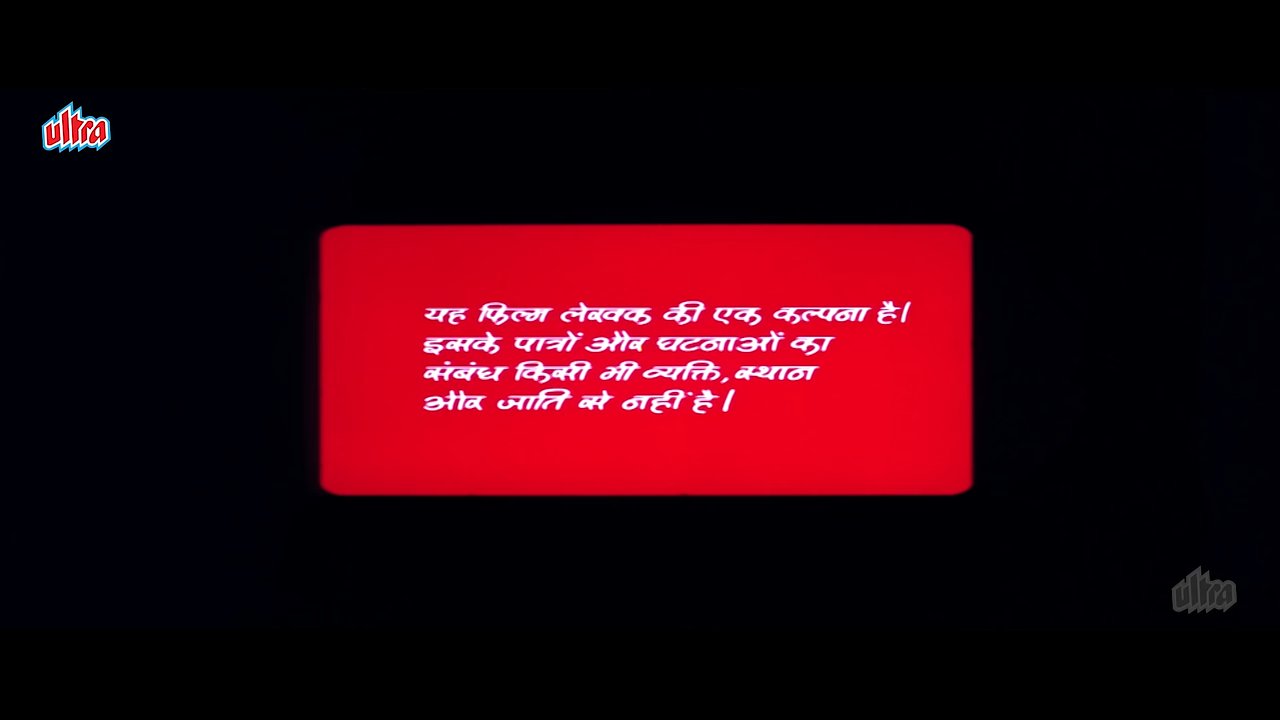 ultra
यह फिल्म लेखक की एक कल्पना है।
इसके पात्रों और घटनाओं का
संबंध किसी भी व्यक्ति, स्थान
और जाति से नहीं है।
ultra